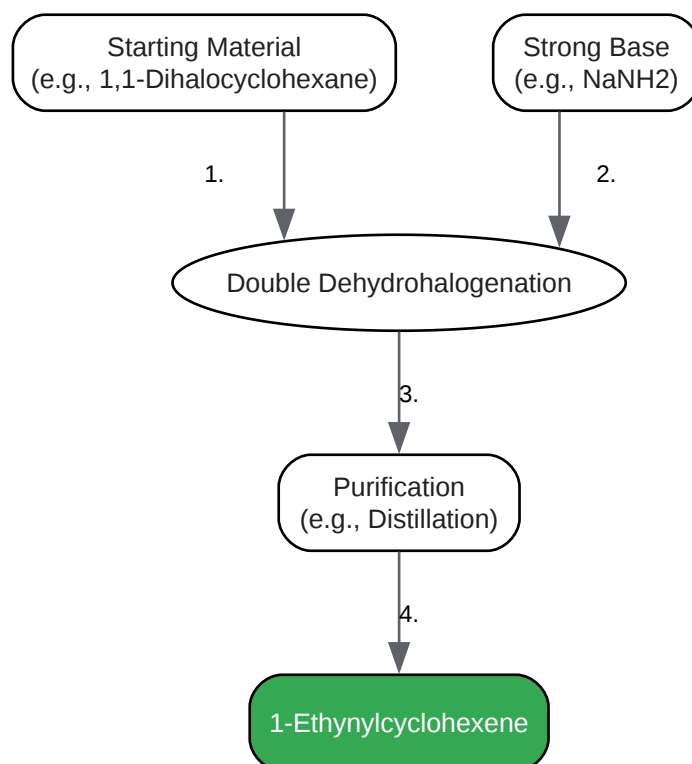 Starting Material
(e.g., 1,1-Dihalocyclohexane)
Strong Base
(e.g., NaNH2)
1.
2.
Double Dehydrohalogenation
3.
Purification
(e.g., Distillation)
4.
1-Ethynylcyclohexene